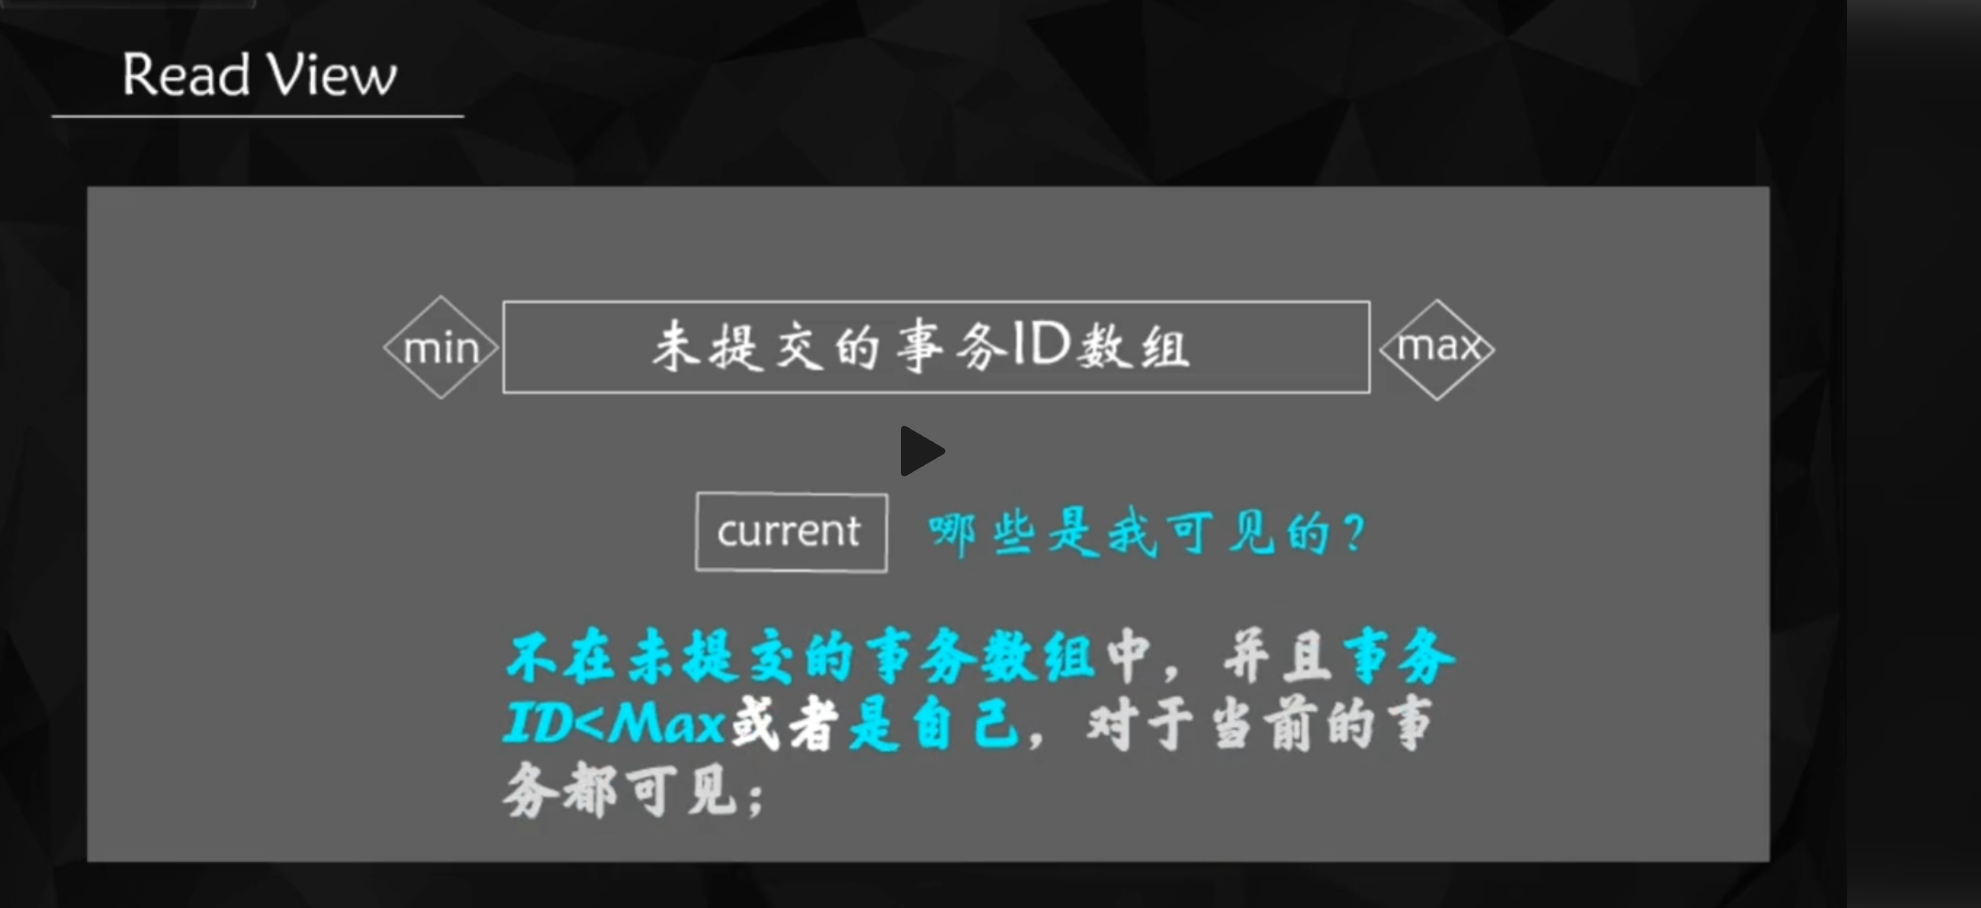 Read View
min
未提交的事务ID数组
max
current
哪些是我可见的？
不在未提交的事务数组中，并且事务
ID<Max或者是自己，对于当前的事
务都可见；